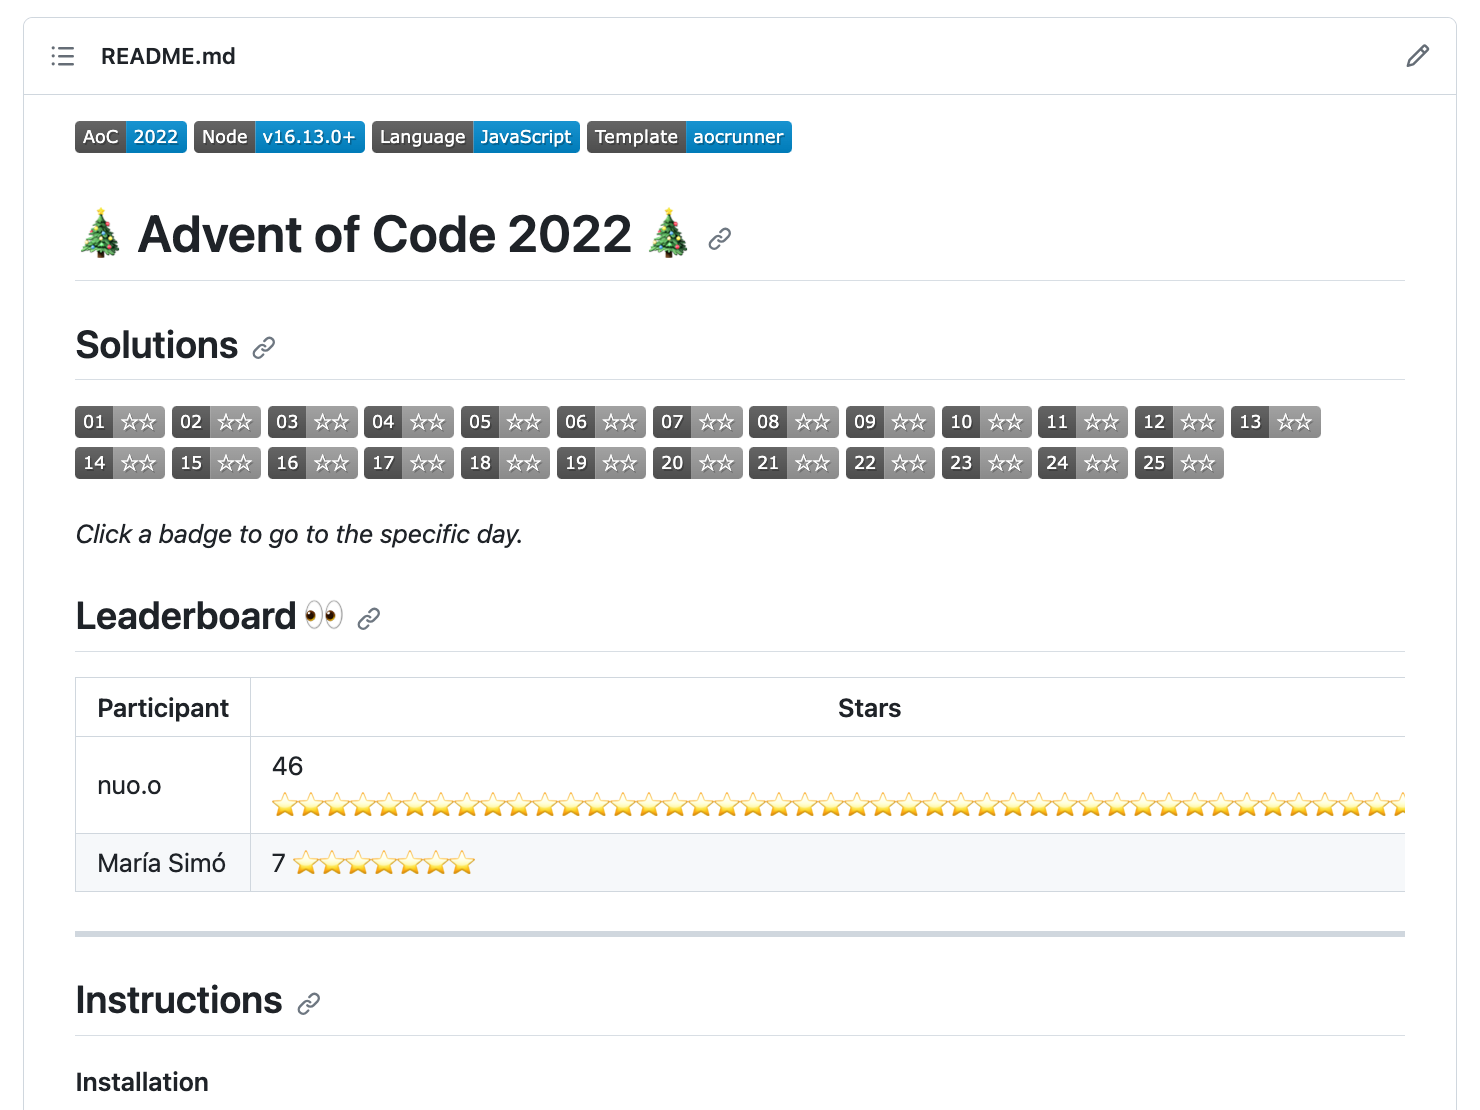 README.md
AoC 2022 Node v16.13.0+ Language JavaScript Template aocrunner
🎄 Advent of Code 2022 🎄
Solutions
01 ☆☆ 02 ☆☆ 03 ☆☆ 04 ☆☆ 05 ☆☆ 06 ☆☆ 07 ☆☆ 08 ☆☆ 09 ☆☆ 10 ☆☆ 11 ☆☆ 12 ☆☆ 13 ☆☆
14 ☆☆ 15 ☆☆ 16 ☆☆ 17 ☆☆ 18 ☆☆ 19 ☆☆ 20 ☆☆ 21 ☆☆ 22 ☆☆ 23 ☆☆ 24 ☆☆ 25 ☆☆
Click a badge to go to the specific day.
Leaderboard 👀
Participant Stars
nuo.o 46
⭐⭐⭐⭐⭐⭐⭐⭐⭐⭐⭐⭐⭐⭐⭐⭐⭐⭐⭐⭐⭐⭐⭐⭐⭐⭐⭐⭐⭐⭐⭐⭐⭐⭐⭐⭐⭐⭐⭐⭐⭐⭐⭐⭐
María Simó 7 ⭐⭐⭐⭐⭐⭐⭐
Instructions
Installation